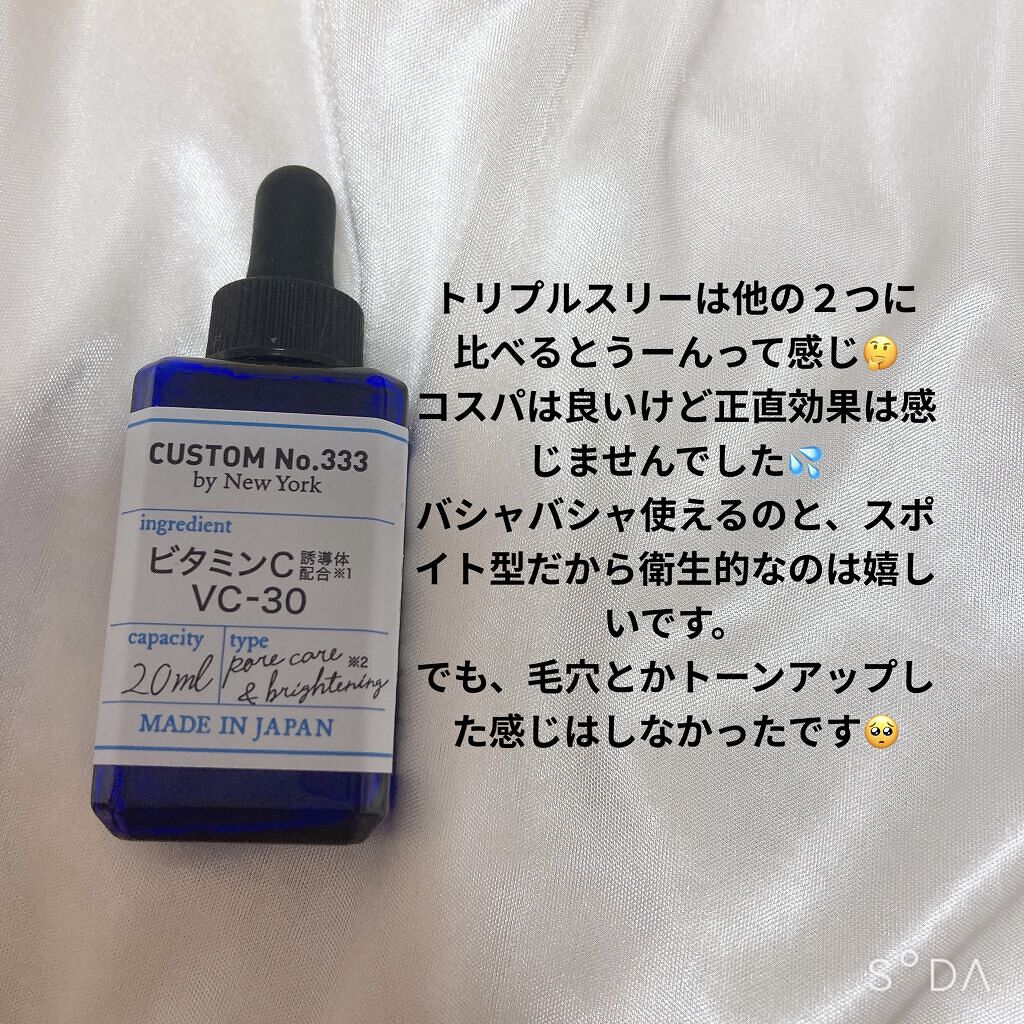 トリプルスリーは他の２つに
比べるとうーんって感じ🤔
コスパは良いけど正直効果は感
じませんでした💦
バシャバシャ使えるのと、スポ
イト型だから衛生的なのは嬉し
いです。
でも、毛穴とかトーンアップし
た感じはしなかったです🥺
CUSTOM No.333
by New York
ingredient
ビタミンC 誘導体
配合※1
VC-30
capacity
20ml
type
pore care ※2
& brightening
MADE IN JAPAN
S°DA